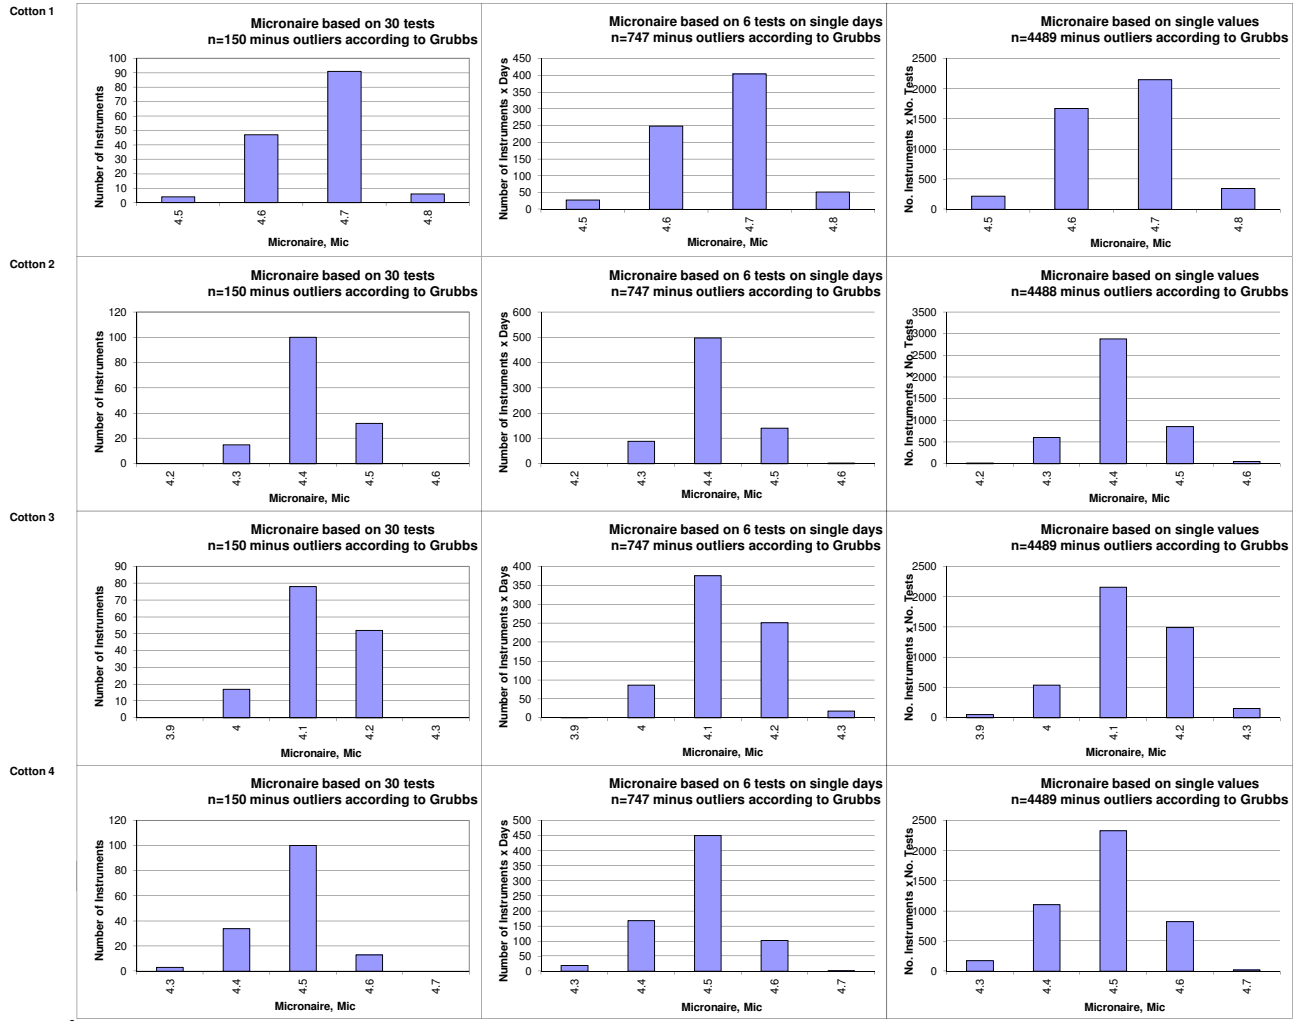 Cotton 1
Micronaire based on 30 tests
n=150 minus outliers according to Grubbs
Number of Instruments
100
90
80
70
60
50
40
30
20
10
0
4.5
4.6
4.7
4.8
Micronaire, Mic
Micronaire based on 6 tests on single days
n=747 minus outliers according to Grubbs
Number of Instruments x Days
450
400
350
300
250
200
150
100
50
0
4.5
4.6
4.7
4.8
Micronaire, Mic
Micronaire based on single values
n=4489 minus outliers according to Grubbs
No. Instruments x No. Tests
2500
2000
1500
1000
500
0
4.5
4.6
4.7
4.8
Micronaire, Mic
Cotton 2
Micronaire based on 30 tests
n=150 minus outliers according to Grubbs
Number of Instruments
120
100
80
60
40
20
0
4.2
4.3
4.4
4.5
4.6
Micronaire, Mic
Micronaire based on 6 tests on single days
n=747 minus outliers according to Grubbs
Number of Instruments x Days
600
500
400
300
200
100
0
4.2
4.3
4.4
4.5
4.6
Micronaire, Mic
Micronaire based on single values
n=4488 minus outliers according to Grubbs
No. Instruments x No. Tests
3500
3000
2500
2000
1500
1000
500
0
4.2
4.3
4.4
4.5
4.6
Micronaire, Mic
Cotton 3
Micronaire based on 30 tests
n=150 minus outliers according to Grubbs
Number of Instruments
90
80
70
60
50
40
30
20
10
0
3.9
4
4.1
4.2
4.3
Micronaire, Mic
Micronaire based on 6 tests on single days
n=747 minus outliers according to Grubbs
Number of Instruments x Days
400
350
300
250
200
150
100
50
0
3.9
4
4.1
4.2
4.3
Micronaire, Mic
Micronaire based on single values
n=4489 minus outliers according to Grubbs
No. Instruments x No. Tests
2500
2000
1500
1000
500
0
3.9
4
4.1
4.2
4.3
Micronaire, Mic
Cotton 4
Micronaire based on 30 tests
n=150 minus outliers according to Grubbs
Number of Instruments
120
100
80
60
40
20
0
4.3
4.4
4.5
4.6
4.7
Micronaire, Mic
Micronaire based on 6 tests on single days
n=747 minus outliers according to Grubbs
Number of Instruments x Days
500
450
400
350
300
250
200
150
100
50
0
4.3
4.4
4.5
4.6
4.7
Micronaire, Mic
Micronaire based on single values
n=4489 minus outliers according to Grubbs
No. Instruments x No. Tests
2500
2000
1500
1000
500
0
4.3
4.4
4.5
4.6
4.7
Micronaire, Mic